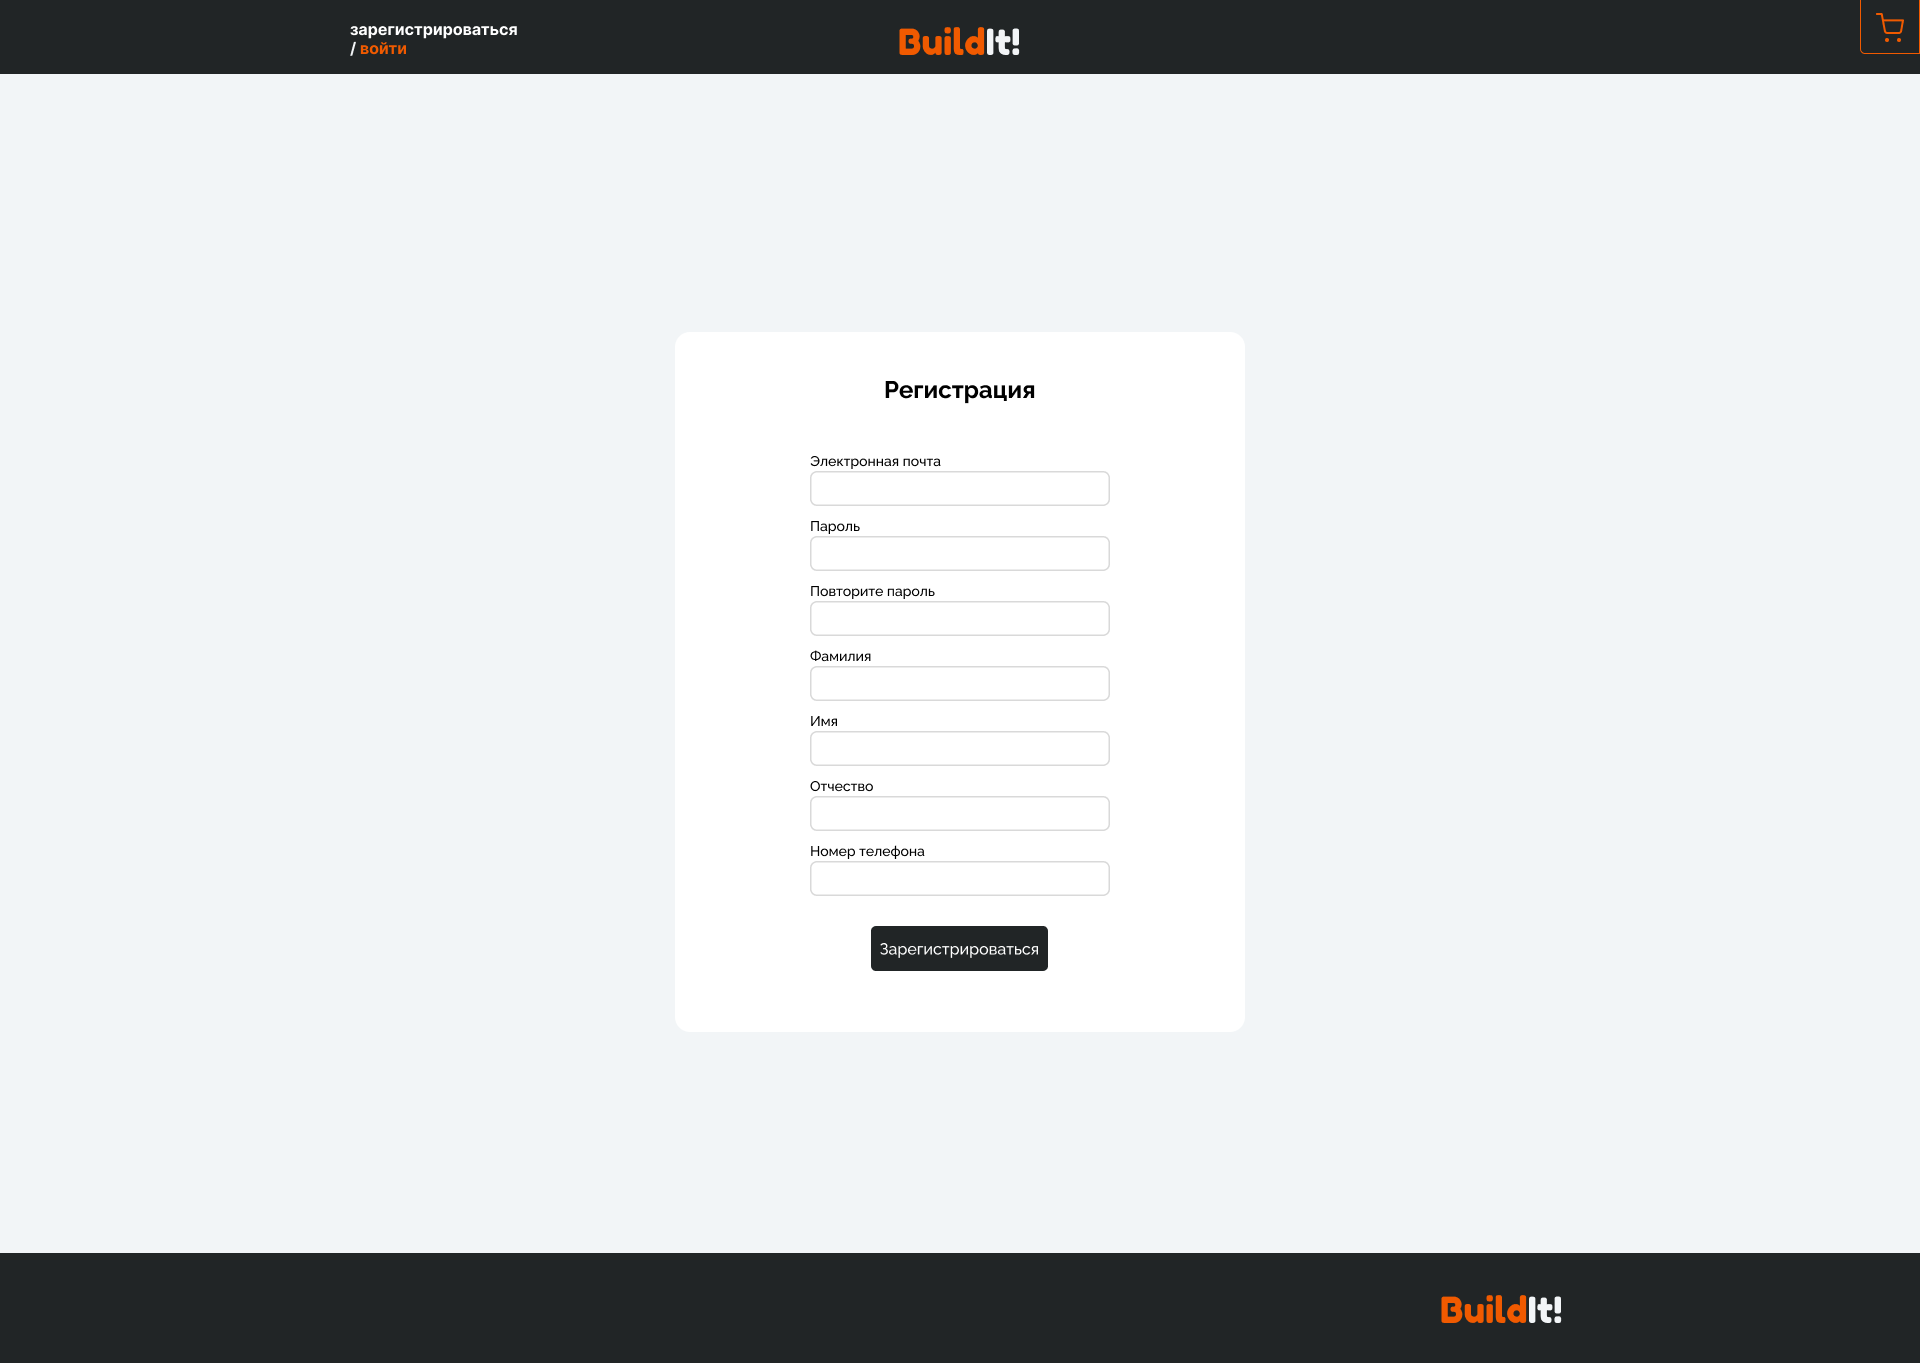 зарегистрироваться
/ войти
BuildIt!
Регистрация
Электронная почта
Пароль
Повторите пароль
Фамилия
Имя
Отчество
Номер телефона
Зарегистрироваться
BuildIt!